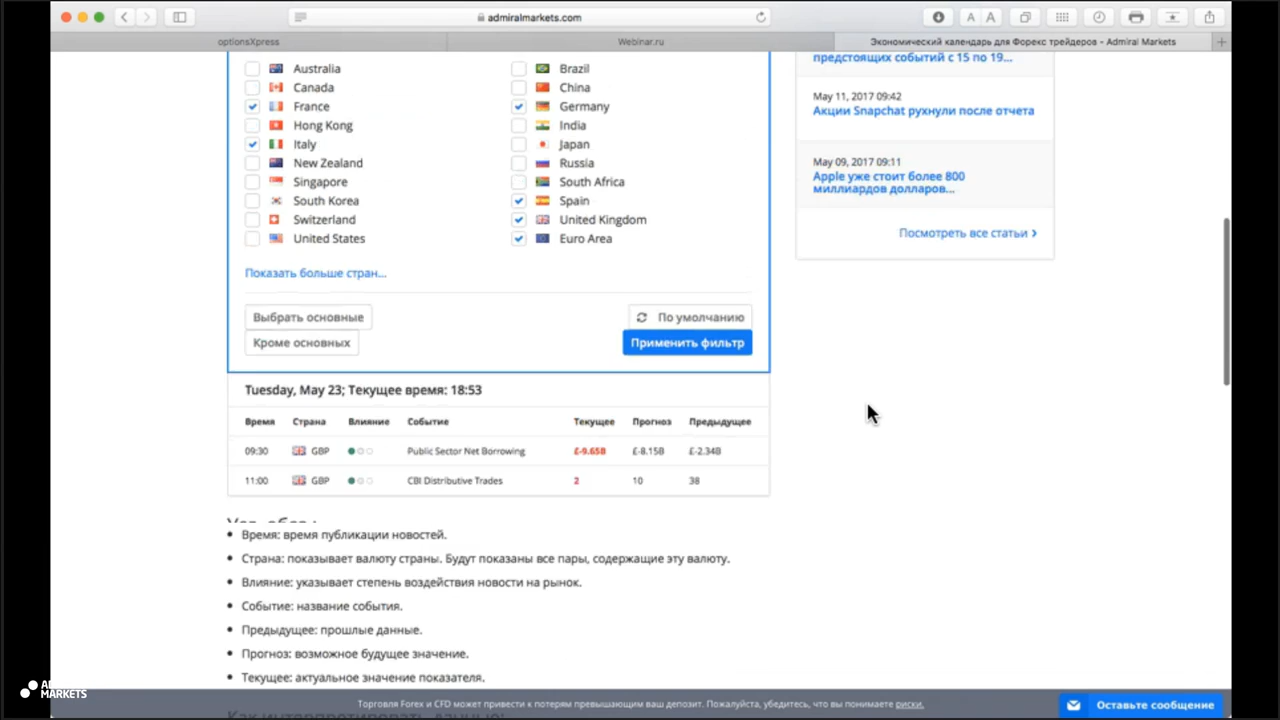 admiralmarkets.com
A A
optionsXpress
Webinar.ru
Экономический календарь для Форекс трейдеров - Admiral Markets
Australia
Brazil
Canada
China
France
Germany
Hong Kong
India
Italy
Japan
New Zealand
Russia
Singapore
South Africa
South Korea
Spain
Switzerland
United Kingdom
United States
Euro Area
Показать больше стран...
Выбрать основные
По умолчанию
Кроме основных
Применить фильтр
предстоящих событий с 15 по 19...
May 11, 2017 09:42
Акции Snapchat рухнули после отчета
May 09, 2017 09:11
Apple уже стоит более 800
миллиардов долларов...
Посмотреть все статьи
Tuesday, May 23; Текущее время: 18:53
Время Страна Влияние Событие Текущее Прогноз Предыдущее
09:30 GBP Public Sector Net Borrowing £-9.65B £-8.15B £-2.34B
11:00 GBP CBI Distributive Trades 2 10 38
Время: время публикации новостей.
Страна: показывает валюту страны. Будут показаны все пары, содержащие эту валюту.
Влияние: указывает степень воздействия новости на рынок.
Событие: название события.
Предыдущее: прошлые данные.
Прогноз: возможное будущее значение.
Текущее: актуальное значение показателя.
MARKETS
Торговля Forex и CFD может привести к потерям превышающим ваш депозит. Пожалуйста, убедитесь, что вы понимаете риски.
Оставьте сообщение